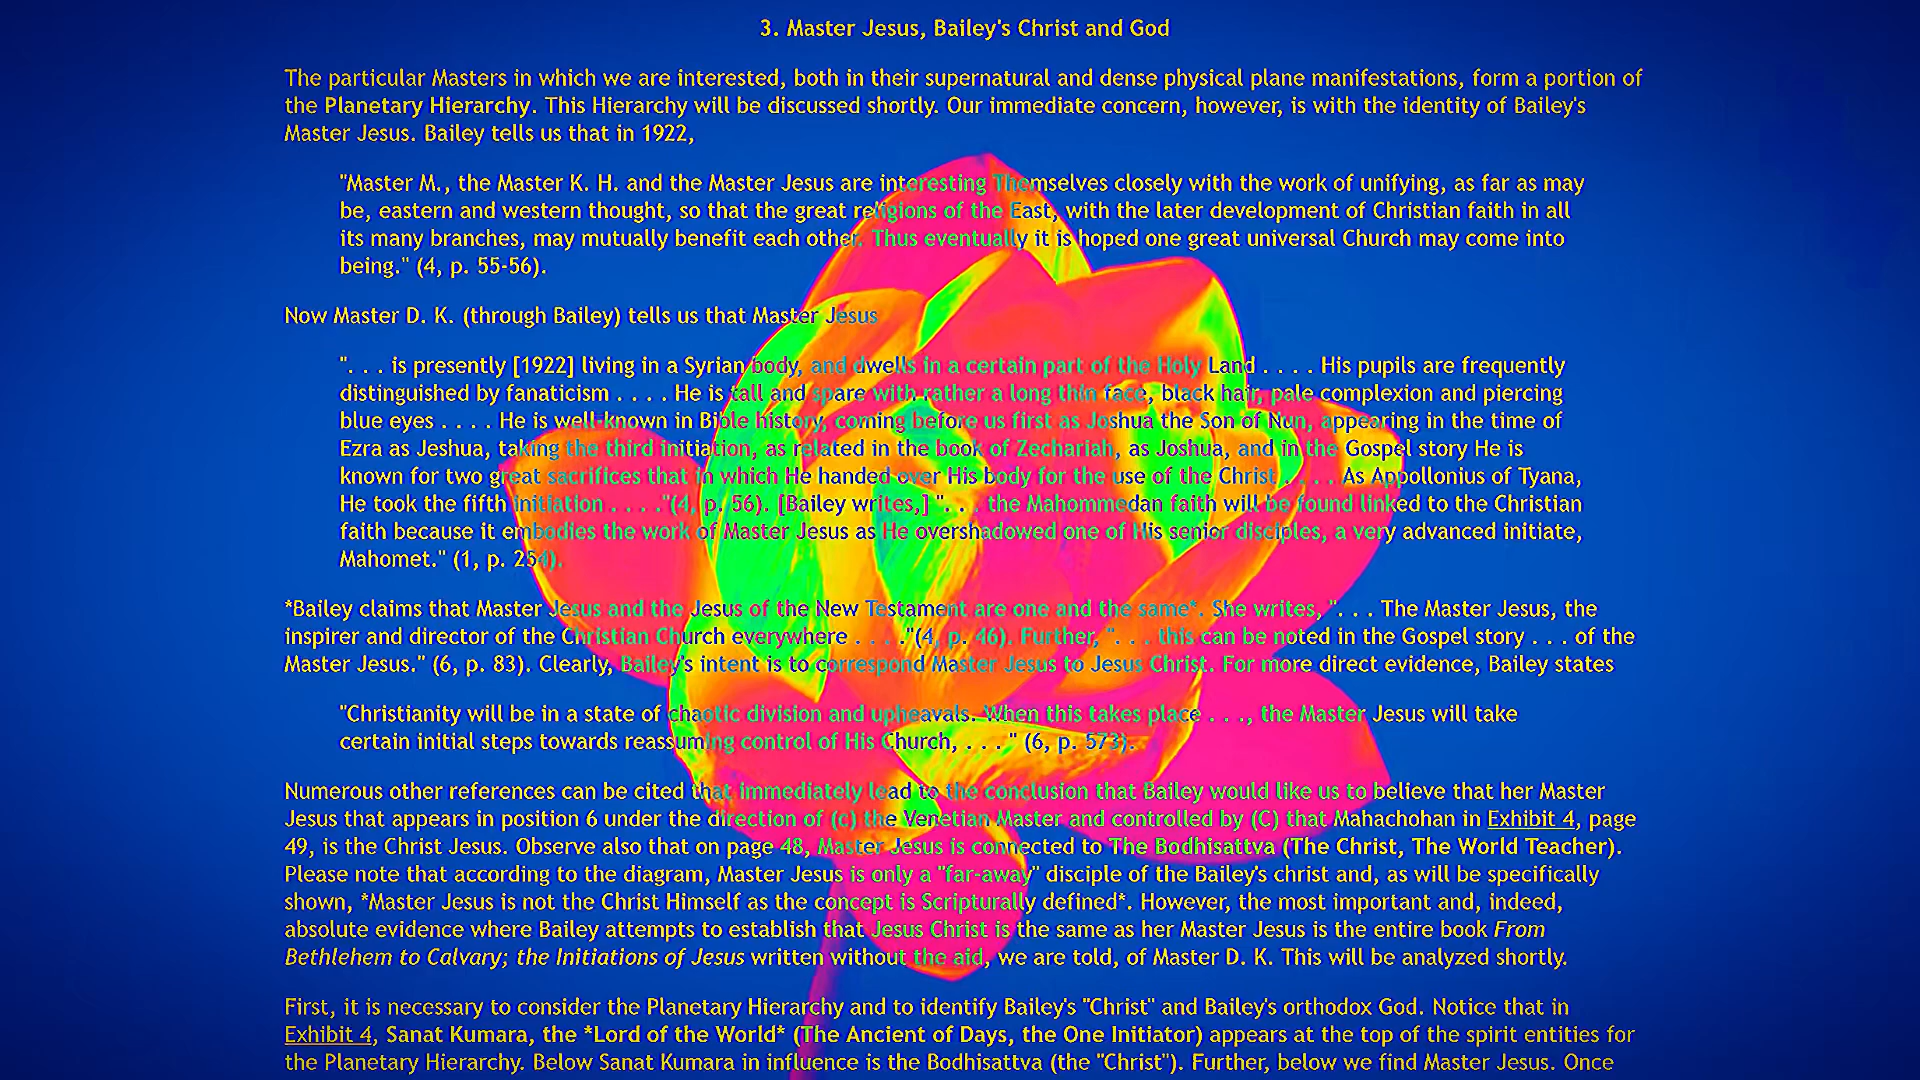 3. Master Jesus, Bailey's Christ and God
The particular Masters in which we are interested, both in their supernatural and dense physical plane manifestations, form a portion of
the Planetary Hierarchy. This Hierarchy will be discussed shortly. Our immediate concern, however, is with the identity of Bailey's
Master Jesus. Bailey tells us that in 1922,
"Master M., the Master K. H. and the Master Jesus are interesting Themselves closely with the work of unifying, as far as may
be, eastern and western thought, so that the great religions of the East, with the later development of Christian faith in all
its many branches, may mutually benefit each other. Thus eventually it is hoped one great universal Church may come into
being." (4, p. 55-56).
Now Master D. K. (through Bailey) tells us that Master Jesus
". . . is presently [1922] living in a Syrian body, and dwells in a certain part of the Holy Land . . . . His pupils are frequently
distinguished by fanaticism . . . . He is tall and spare with rather a long thin face, black hair, pale complexion and piercing
blue eyes . . . . He is well-known in Bible history, coming before us first as Joshua the Son of Nun, appearing in the time of
Ezra as Jeshua, taking the third initiation, as related in the book of Zechariah, as Joshua, and in the Gospel story He is
known for two great sacrifices that in which He handed over His body for the use of the Christ . . . . As Appollonius of Tyana,
He took the fifth initiation . . . ."(4, p. 56). [Bailey writes,] ". . . the Mahommedan faith will be found linked to the Christian
faith because it embodies the work of Master Jesus as He overshadowed one of His senior disciples, a very advanced initiate,
Mahomet." (1, p. 254).
*Bailey claims that Master Jesus and the Jesus of the New Testament are one and the same*. She writes, ". . . The Master Jesus, the
inspirer and director of the Christian Church everywhere . . . ."(4, p. 46). Further, ". . . this can be noted in the Gospel story . . . of the
Master Jesus." (6, p. 83). Clearly, Bailey's intent is to correspond Master Jesus to Jesus Christ. For more direct evidence, Bailey states
"Christianity will be in a state of chaotic division and upheavals. When this takes place . . ., the Master Jesus will take
certain initial steps towards reassuming control of His Church, . . . " (6, p. 573).
Numerous other references can be cited that immediately lead to the conclusion that Bailey would like us to believe that her Master
Jesus that appears in position 6 under the direction of (c) the Venetian Master and controlled by (C) that Mahachohan in Exhibit 4, page
49, is the Christ Jesus. Observe also that on page 48, Master Jesus is connected to The Bodhisattva (The Christ, The World Teacher).
Please note that according to the diagram, Master Jesus is only a "far-away" disciple of the Bailey's christ and, as will be specifically
shown, *Master Jesus is not the Christ Himself as the concept is Scripturally defined*. However, the most important and, indeed,
absolute evidence where Bailey attempts to establish that Jesus Christ is the same as her Master Jesus is the entire book From
Bethlehem to Calvary; the Initiations of Jesus written without the aid, we are told, of Master D. K. This will be analyzed shortly.
First, it is necessary to consider the Planetary Hierarchy and to identify Bailey's "Christ" and Bailey's orthodox God. Notice that in
Exhibit 4, Sanat Kumara, the *Lord of the World* (The Ancient of Days, the One Initiator) appears at the top of the spirit entities for
the Planetary Hierarchy. Below Sanat Kumara in influence is the Bodhisattva (the "Christ"). Further, below we find Master Jesus. Once